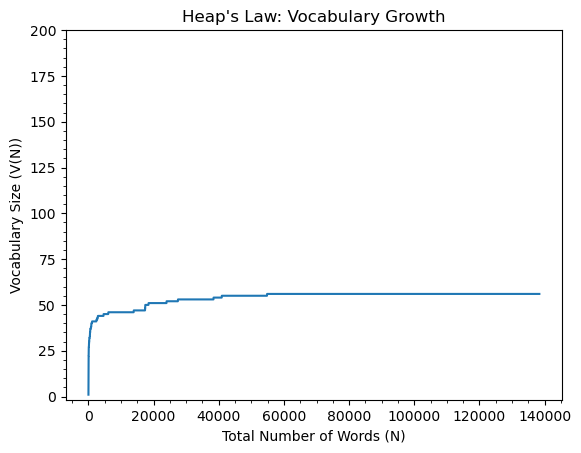 Heap's Law: Vocabulary Growth
200
175
150
125
100
75
50
25
0
Vocabulary Size (V(N))
0 20000 40000 60000 80000 100000 120000 140000
Total Number of Words (N)